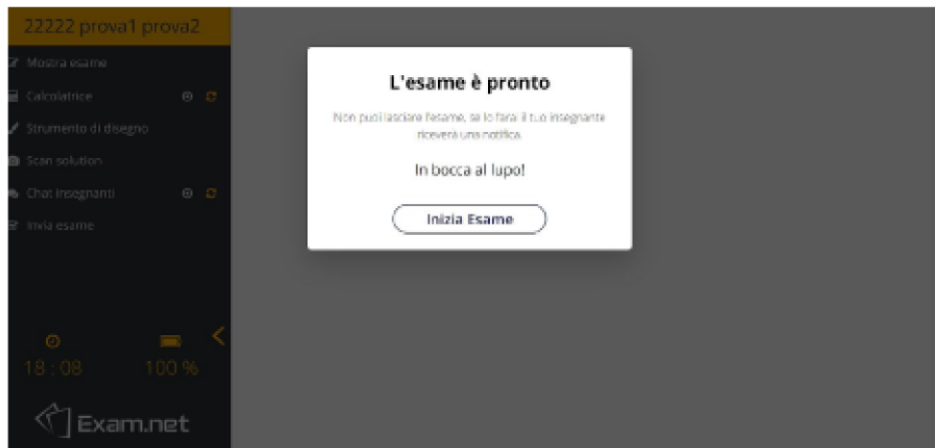 22222 prova1 prova2
Mostra esame
Calcolatrice
Strumento di disegno
Scan solution
Chat insegnanti
Invia esame
18 : 08
100 %
Exam.net
L'esame è pronto
Non puoi lasciare l'esame, se lo farai il tuo insegnante
riceverà una notifica.
In bocca al lupo!
Inizia Esame